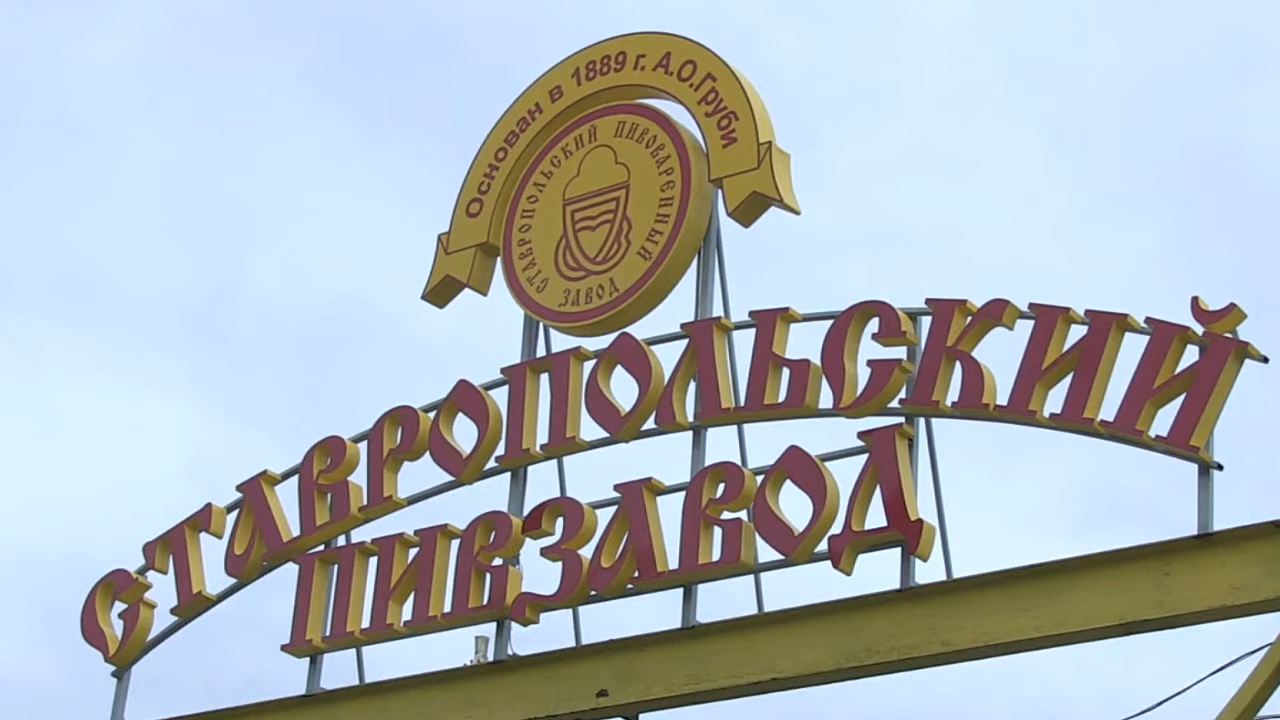 Основан в 1889 г. А.О.Груби
СТАВРОПОЛЬСКИЙ ПИВОВАРЕННЫЙ
ЗАВОД
СТАВРОПОЛЬСКИЙ
ПИВЗАВОД